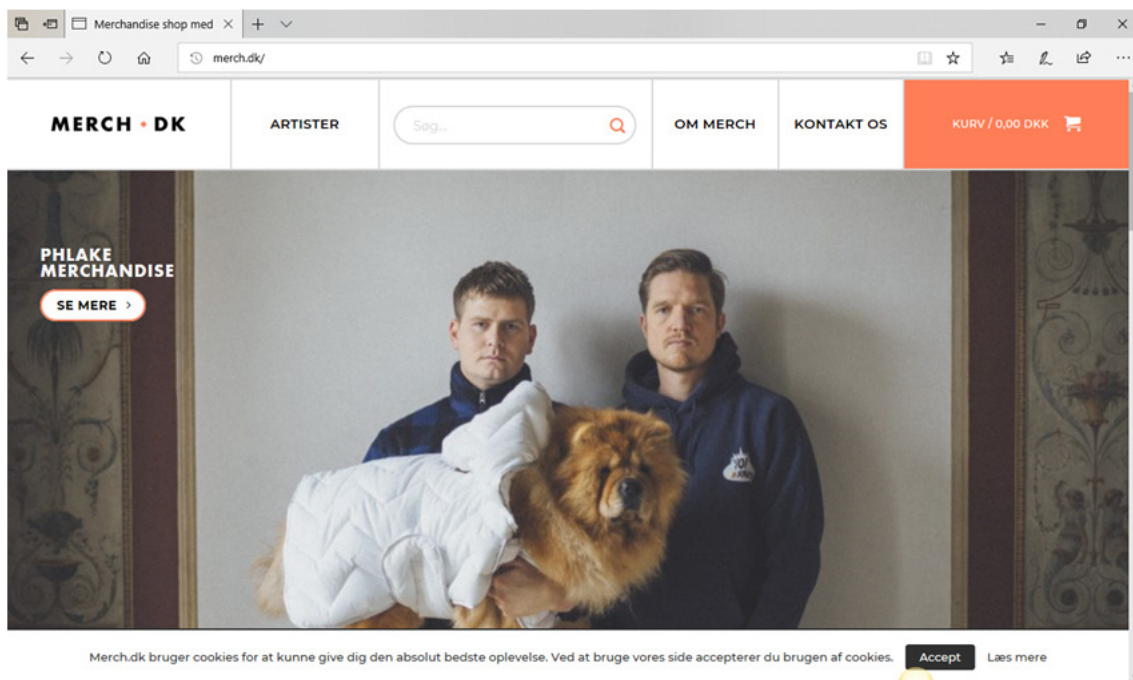 Merchandise shop med
merch.dk/
MERCH • DK
ARTISTER
Søg...
OM MERCH
KONTAKT OS
KURV / 0,00 DKK
PHLAKE
MERCHANDISE
SE MERE >
Merch.dk bruger cookies for at kunne give dig den absolut bedste oplevelse. Ved at bruge vores side accepterer du brugen af cookies.
Accept
Læs mere